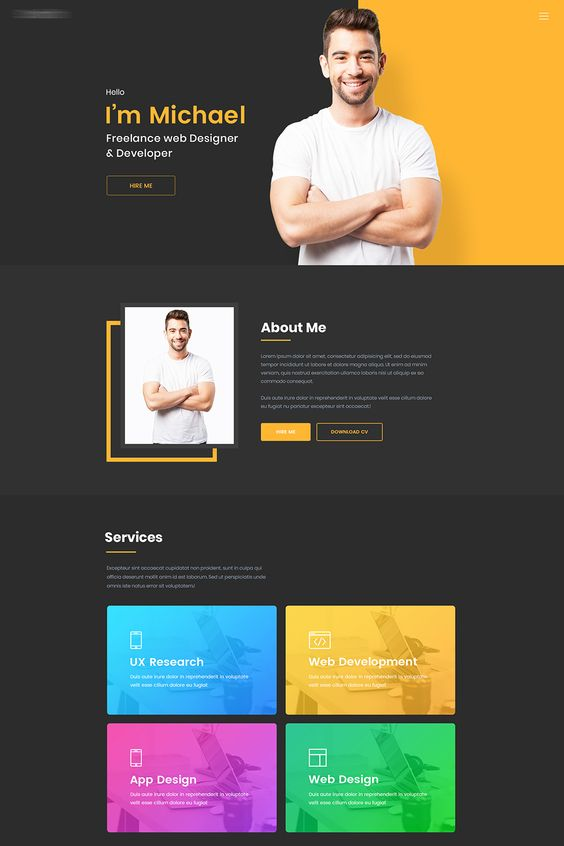 Hello
I'm Michael
Freelance web Designer
& Developer
HIRE ME
About Me
Lorem ipsum dolor sit amet, consectetur adipisicing elit, sed do eiusmod
tempor incididunt ut labore et dolore magna aliqua. Ut enim ad minim
veniam, quis nostrud exercitation ullamco laboris nisi ut aliquip ex ea
commodo consequat.
Duis aute irure dolor in reprehenderit in voluptate velit esse cillum dolore
eu fugiat nu pariatur excepteur sint occaecat!
HIRE ME
DOWNLOAD CV
Services
Excepteur sint occaecat cupidatat non proident, sunt in culpa qui
officia deserunt mollit anim id est laborum. Sed ut perspiciatis unde
omnis iste natus error sit voluptatem!
UX Research
Duis aute irure dolor in reprehenderit in voluptate
velit esse cillum dolore eu fugiat
Web Development
Duis aute irure dolor in reprehenderit in voluptate
velit esse cillum dolore eu fugiat
App Design
Duis aute irure dolor in reprehenderit in voluptate
velit esse cillum dolore eu fugiat
Web Design
Duis aute irure dolor in reprehenderit in voluptate
velit esse cillum dolore eu fugiat